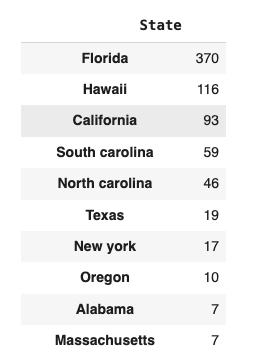 State
Florida 370
Hawaii 116
California 93
South carolina 59
North carolina 46
Texas 19
New york 17
Oregon 10
Alabama 7
Massachusetts 7